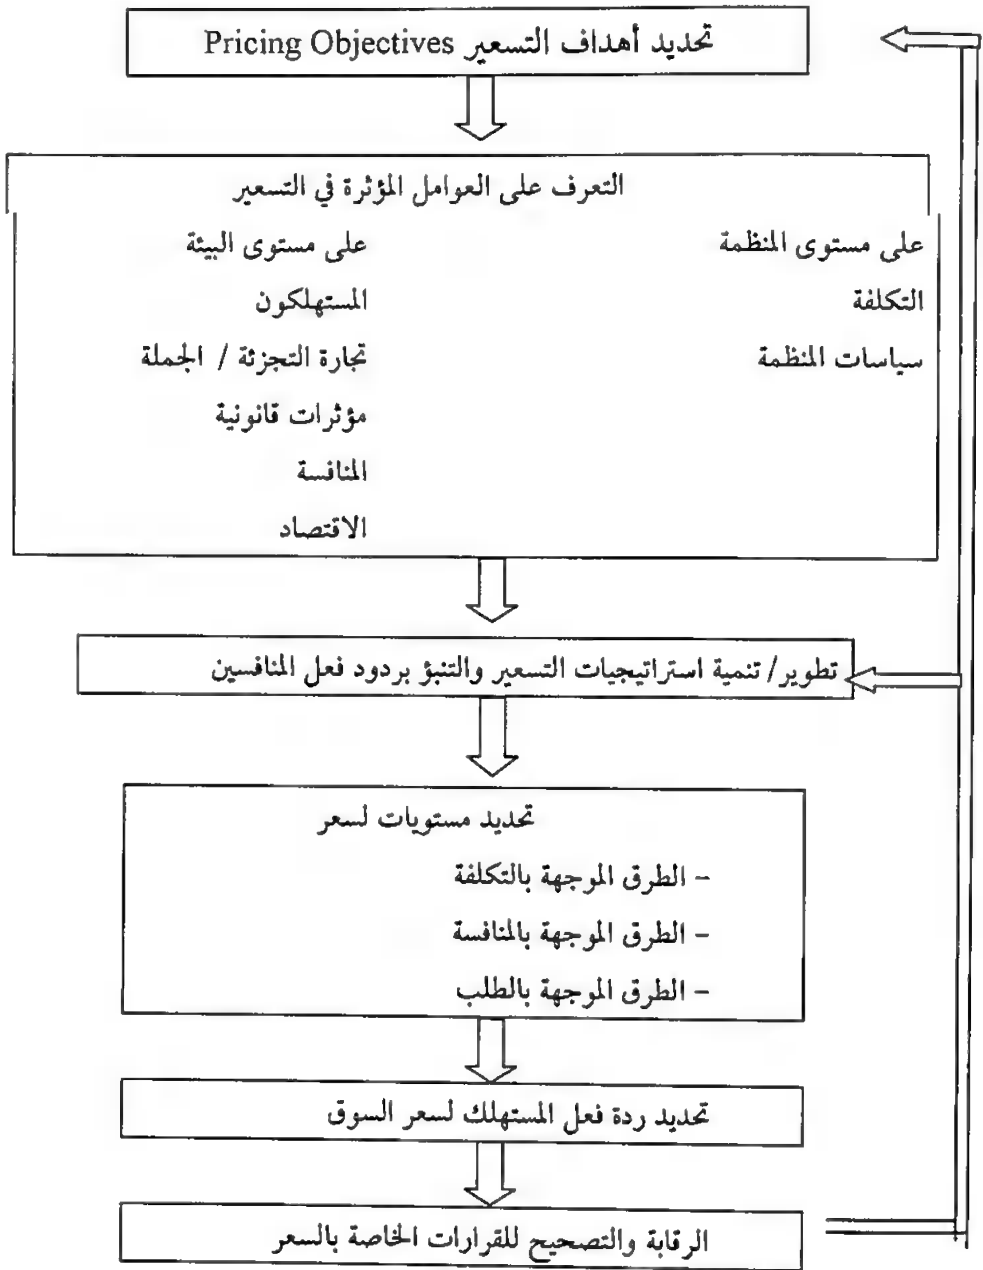 تحديد أهداف التسعير Pricing Objectives
التعرف على العوامل المؤثرة في التسعير
على مستوى المنظمة
التكلفة
سياسات المنظمة
على مستوى البيئة
المستهلكون
تجارة التجزئة / الجملة
مؤثرات قانونية
المنافسة
الاقتصاد
تطوير/ تنمية استراتيجيات التسعير والتنبؤ بردود فعل المنافسين
تحديد مستويات لسعر
– الطرق الموجهة بالتكلفة
– الطرق الموجهة بالمنافسة
– الطرق الموجهة بالطلب
تحديد ردة فعل المستهلك لسعر السوق
الرقابة والتصحيح للقرارات الخاصة بالسعر